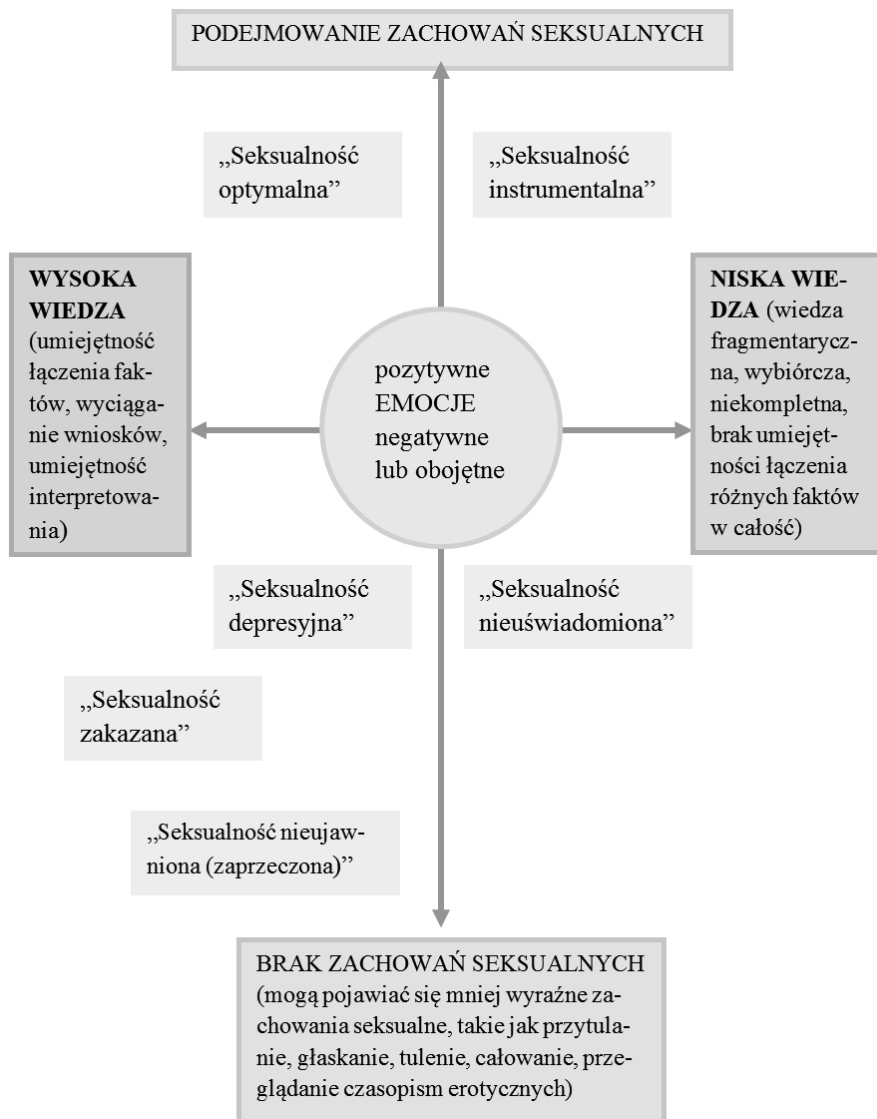 PODEJMOWANIE ZACHOWAŃ SEKSUALNYCH
„Seksualność
optymalna”
„Seksualność
instrumentalna”
WYSOKA
WIEDZA
(umiejętność
łączenia fak-
tów, wyciąga-
nie wniosków,
umiejętność
interpretowa-
nia)
pozytywne
EMOCJE
negatywne
lub obojętne
NISKA WIE-
DZA (wiedza
fragmentarycz-
na, wybiórcza,
niekompletna,
brak umiejęt-
ności łączenia
różnych faktów
w całość)
„Seksualność
depresyjna”
„Seksualność
nieuświadomiona”
„Seksualność
zakazana”
„Seksualność nieujaw-
niona (zaprzeczona)”
BRAK ZACHOWAŃ SEKSUALNYCH
(mogą pojawiać się mniej wyraźne za-
chowania seksualne, takie jak przytula-
nie, głaskanie, tulenie, całowanie, prze-
glądanie czasopism erotycznych)